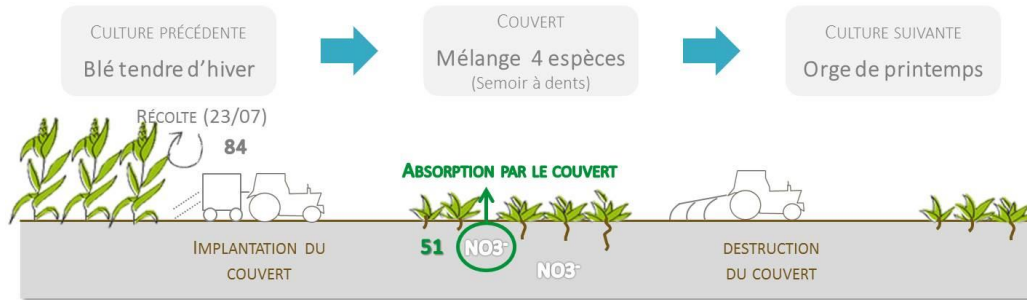 CULTURE PRÉCÉDENTE
Blé tendre d'hiver
COUVERT
Mélange 4 espèces
(Semoir à dents)
CULTURE SUIVANTE
Orge de printemps
RÉCOLTE (23/07)
84
ABSORPTION PAR LE COUVERT
IMPLANTATION DU
COUVERT
51
NO3-
NO3-
DESTRUCTION
DU COUVERT